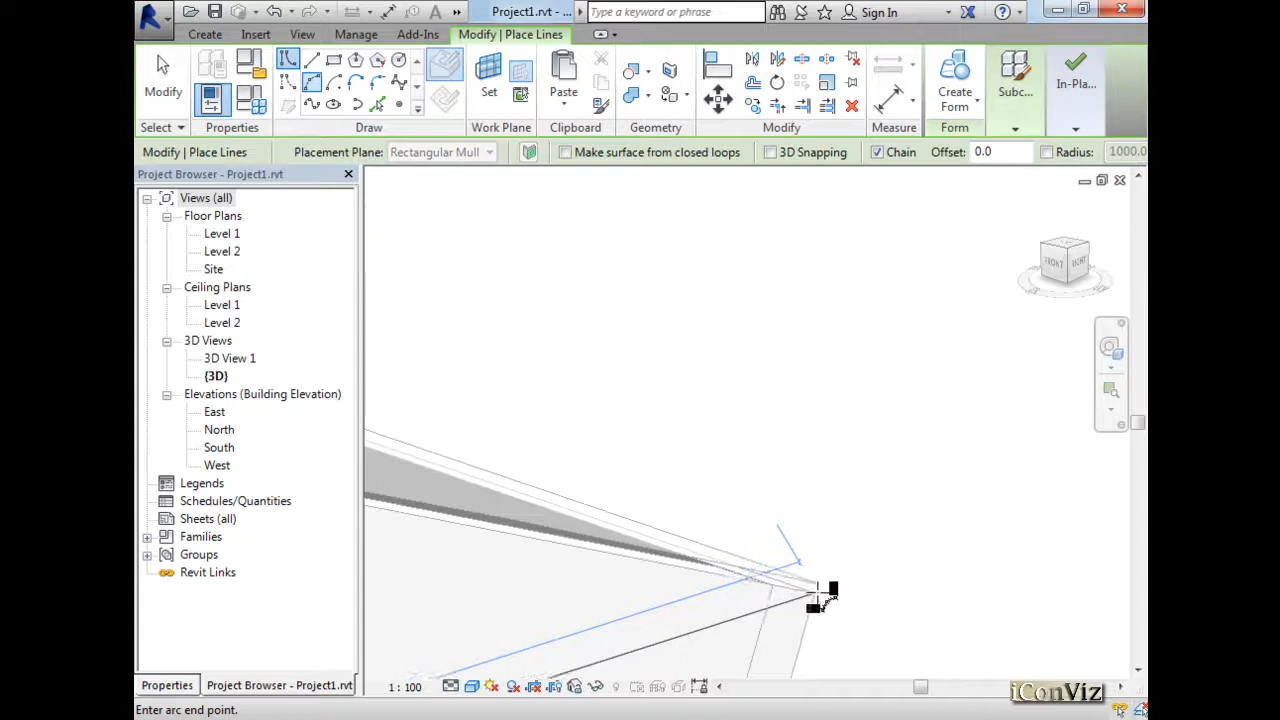 Project1.rvt - ...
Type a keyword or phrase
Sign In
Create
Insert
View
Manage
Add-Ins
Modify | Place Lines
Modify
Set
Paste
Create
Form
Subc...
In-Pla...
Select
Properties
Draw
Work Plane
Clipboard
Geometry
Modify
Measure
Form
Modify | Place Lines
Placement Plane:
Rectangular Mull
Make surface from closed loops
3D Snapping
Chain
Offset:
0.0
Radius:
1000.0
Project Browser - Project1.rvt
Views (all)
Floor Plans
Level 1
Level 2
Site
Ceiling Plans
Level 1
Level 2
3D Views
3D View 1
{3D}
Elevations (Building Elevation)
East
North
South
West
Legends
Schedules/Quantities
Sheets (all)
Families
Groups
Revit Links
FRONT
RIGHT
Properties
Project Browser - Project1.rvt
1 : 100
iConViz
Enter arc end point.